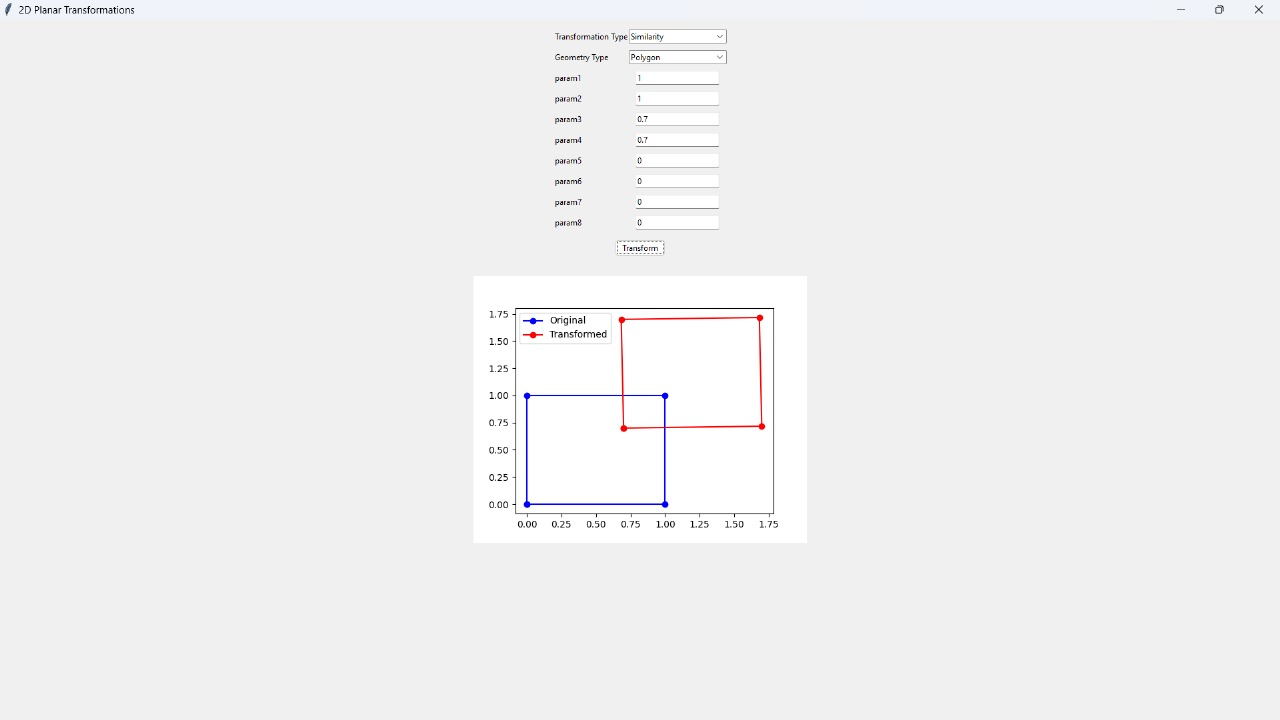 2D Planar Transformations
Transformation Type Similarity
Geometry Type Polygon
param1 1
param2 1
param3 0.7
param4 0.7
param5 0
param6 0
param7 0
param8 0
Transform
1.75
1.50
1.25
1.00
0.75
0.50
0.25
0.00
Original
Transformed
0.00 0.25 0.50 0.75 1.00 1.25 1.50 1.75